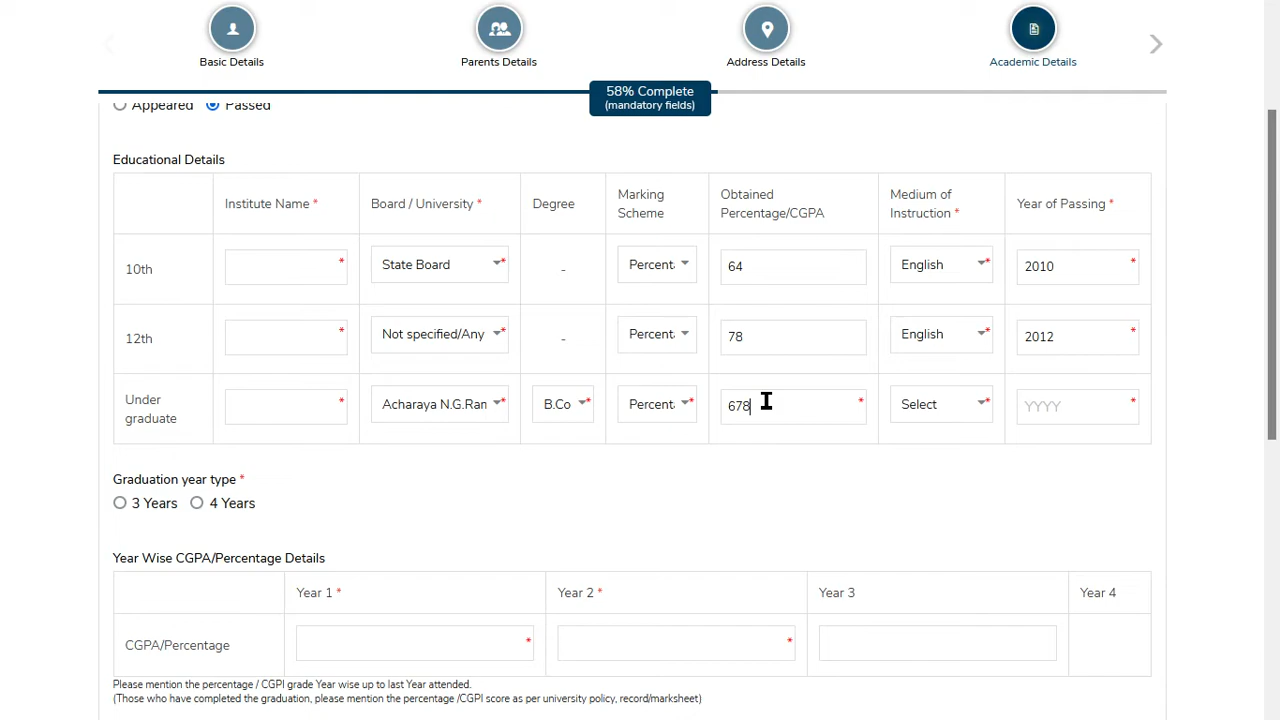 Basic Details
Parents Details
Address Details
Academic Details
58% Complete
(mandatory fields)
Appeared Passed
Educational Details
Institute Name * Board / University * Degree Marking Scheme Obtained Percentage/CGPA Medium of Instruction * Year of Passing *
10th * State Board * - Percent 64 English * 2010 *
12th * Not specified/Any * - Percent 78 English * 2012 *
Under graduate * Acharaya N.G.Ran * B.Co * Percent * 678 * Select * YYYY *
Graduation year type *
3 Years 4 Years
Year Wise CGPA/Percentage Details
Year 1 * Year 2 * Year 3 Year 4
CGPA/Percentage * *
Please mention the percentage / CGPI grade Year wise up to last Year attended.
(Those who have completed the graduation, please mention the percentage /CGPI score as per university policy, record/marksheet)